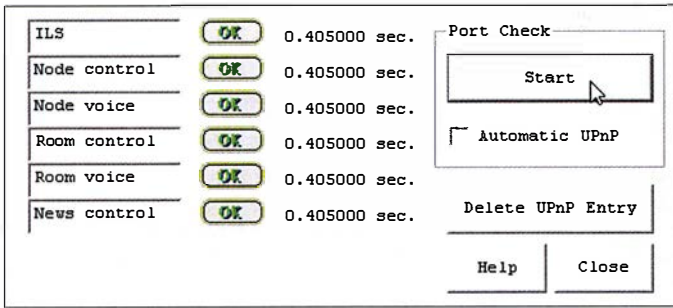 ILS OK 0.405000 sec.
Node control OK 0.405000 sec.
Node voice OK 0.405000 sec.
Room control OK 0.405000 sec.
Room voice OK 0.405000 sec.
News control OK 0.405000 sec.
Port Check
Start
Automatic UPnP
Delete UPnP Entry
Help Close